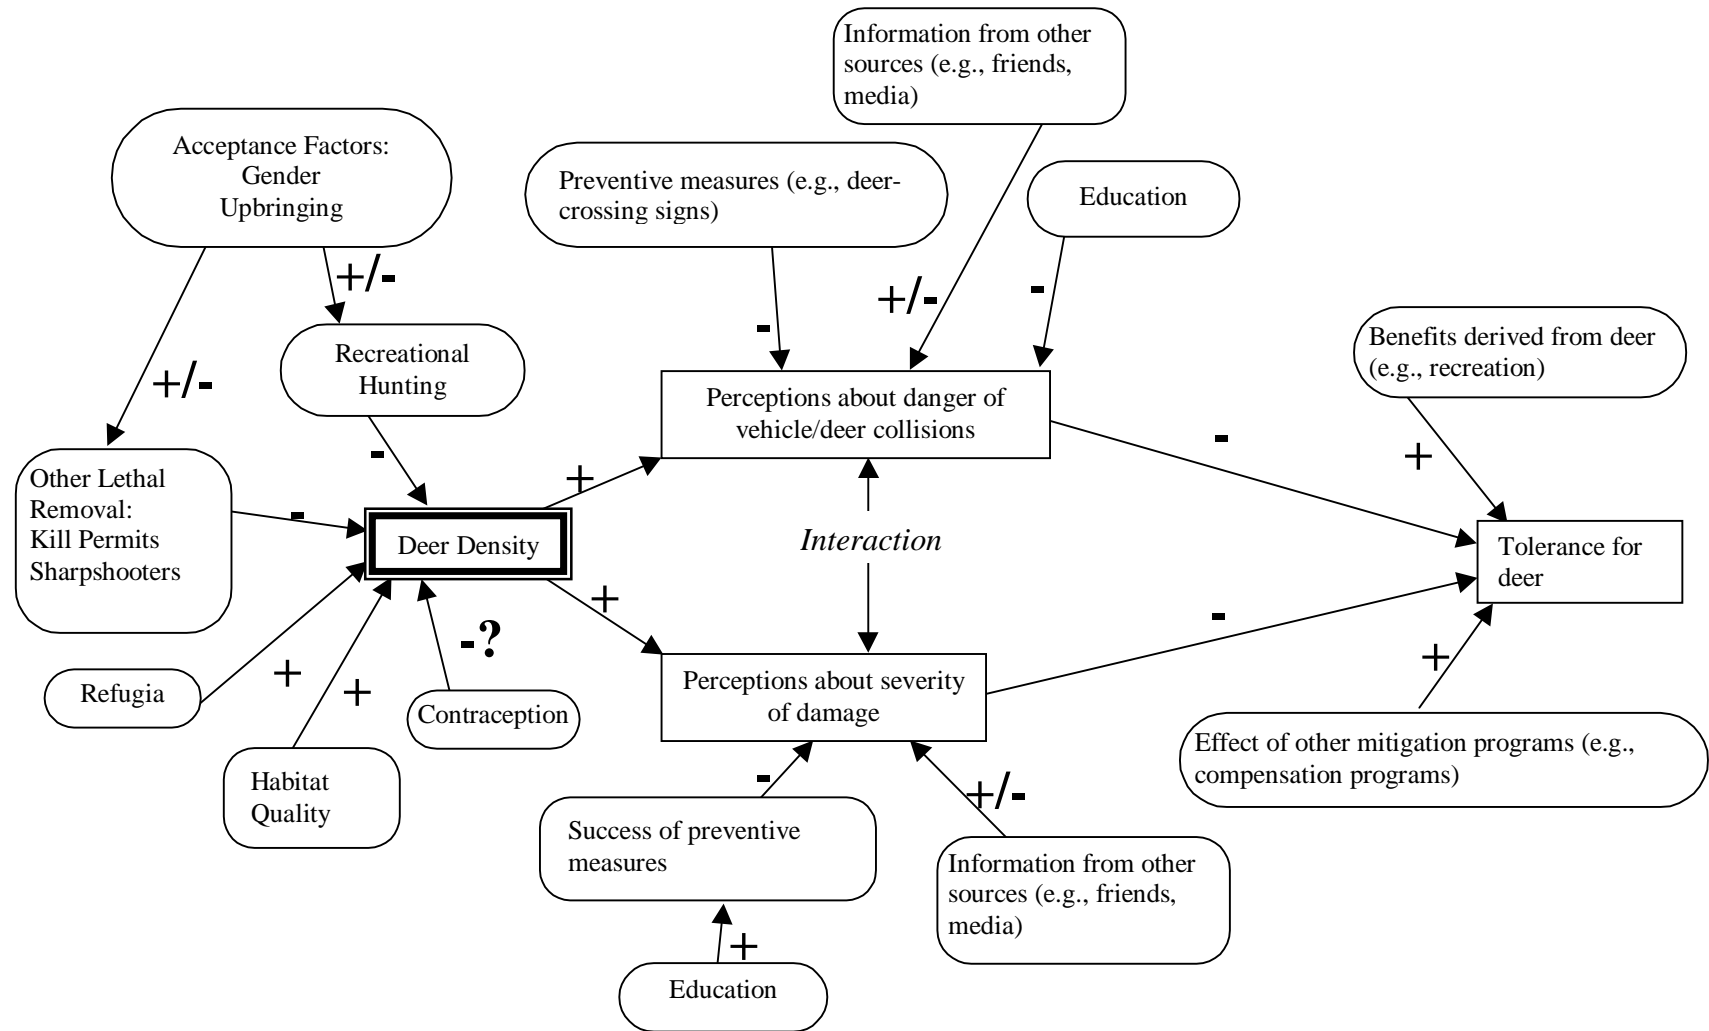 Information from other
sources (e.g., friends,
media)
Acceptance Factors:
Gender
Upbringing
Preventive measures (e.g., deer-
crossing signs)
Education
+/-
+/-
-
+/-
-
Recreational
Hunting
Benefits derived from deer
(e.g., recreation)
Perceptions about danger of
vehicle/deer collisions
-
-
+
Other Lethal
Removal:
Kill Permits
Sharpshooters
-
+
Deer Density
Interaction
Tolerance for
deer
+
-
-?
+
+
+
Refugia
Contraception
Perceptions about severity
of damage
Habitat
Quality
Effect of other mitigation programs (e.g.,
compensation programs)
-
+/-
Success of preventive
measures
Information from other
sources (e.g., friends,
media)
+
Education